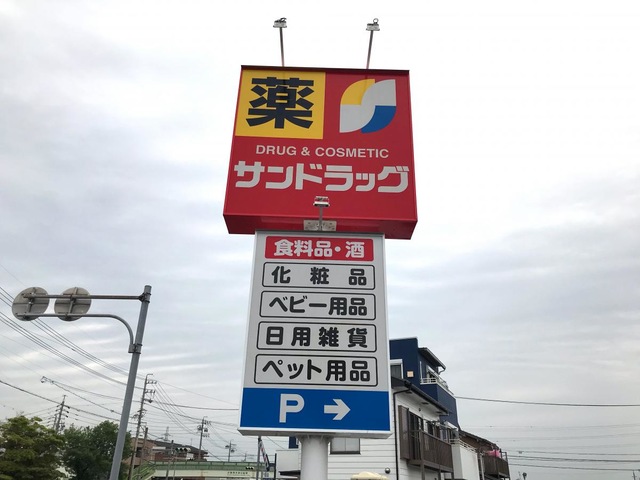 薬
DRUG & COSMETIC
サンドラッグ
食料品・酒
化粧品
ベビー用品
日用雑貨
ペット用品
P →